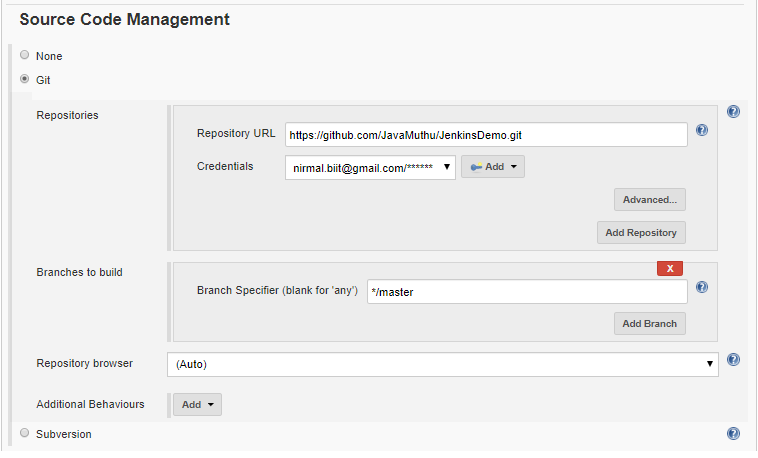 Source Code Management
None
Git
Repositories
Repository URL
https://github.com/JavaMuthu/JenkinsDemo.git
Credentials
nirmal.biit@gmail.com/******
Add
Advanced...
Add Repository
Branches to build
X
Branch Specifier (blank for 'any')
*/master
Add Branch
Repository browser
(Auto)
Additional Behaviours
Add
Subversion